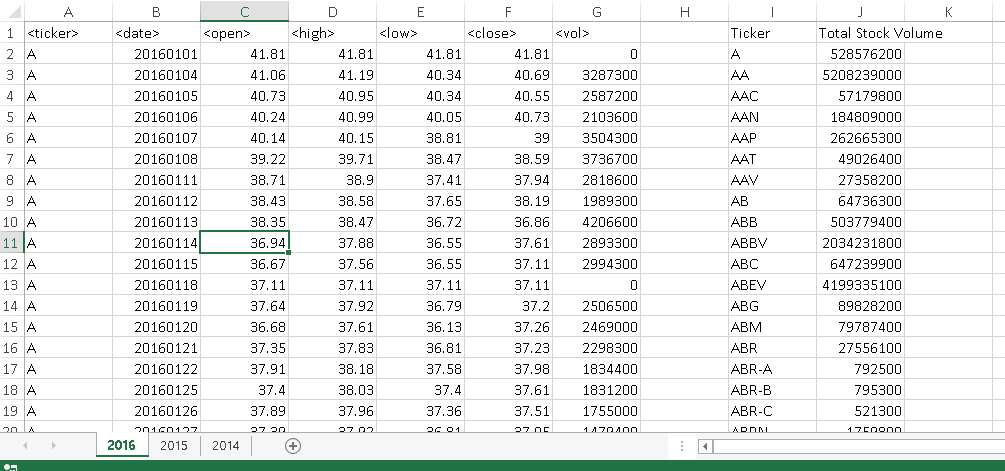 A B C D E F G H I J K
1 <ticker> <date> <open> <high> <low> <close> <vol> Ticker Total Stock Volume
2 A 20160101 41.81 41.81 41.81 41.81 0 A 528576200
3 A 20160104 41.06 41.19 40.34 40.69 3287300 AA 5208239000
4 A 20160105 40.73 40.95 40.34 40.55 2587200 AAC 57179800
5 A 20160106 40.24 40.99 40.05 40.73 2103600 AAN 184809000
6 A 20160107 40.14 40.15 38.81 39 3504300 AAP 262665300
7 A 20160108 39.22 39.71 38.47 38.59 3736700 AAT 49026400
8 A 20160111 38.71 38.9 37.41 37.94 2818600 AAV 27358200
9 A 20160112 38.43 38.58 37.65 38.19 1989300 AB 64736300
10 A 20160113 38.35 38.47 36.72 36.86 4206600 ABB 503779400
11 A 20160114 36.94 37.88 36.55 37.61 2893300 ABBV 2034231800
12 A 20160115 36.67 37.56 36.55 37.11 2994300 ABC 647239900
13 A 20160118 37.11 37.11 37.11 37.11 0 ABEV 4199335100
14 A 20160119 37.64 37.92 36.79 37.2 2506500 ABG 89828200
15 A 20160120 36.68 37.61 36.13 37.26 2469000 ABM 79787400
16 A 20160121 37.35 37.83 36.81 37.23 2298300 ABR 27556100
17 A 20160122 37.91 38.18 37.58 37.98 1834400 ABR-A 792500
18 A 20160125 37.4 38.03 37.4 37.61 1831200 ABR-B 795300
19 A 20160126 37.89 37.96 37.36 37.51 1755000 ABR-C 521300
20 A 20160127
2016 2015 2014